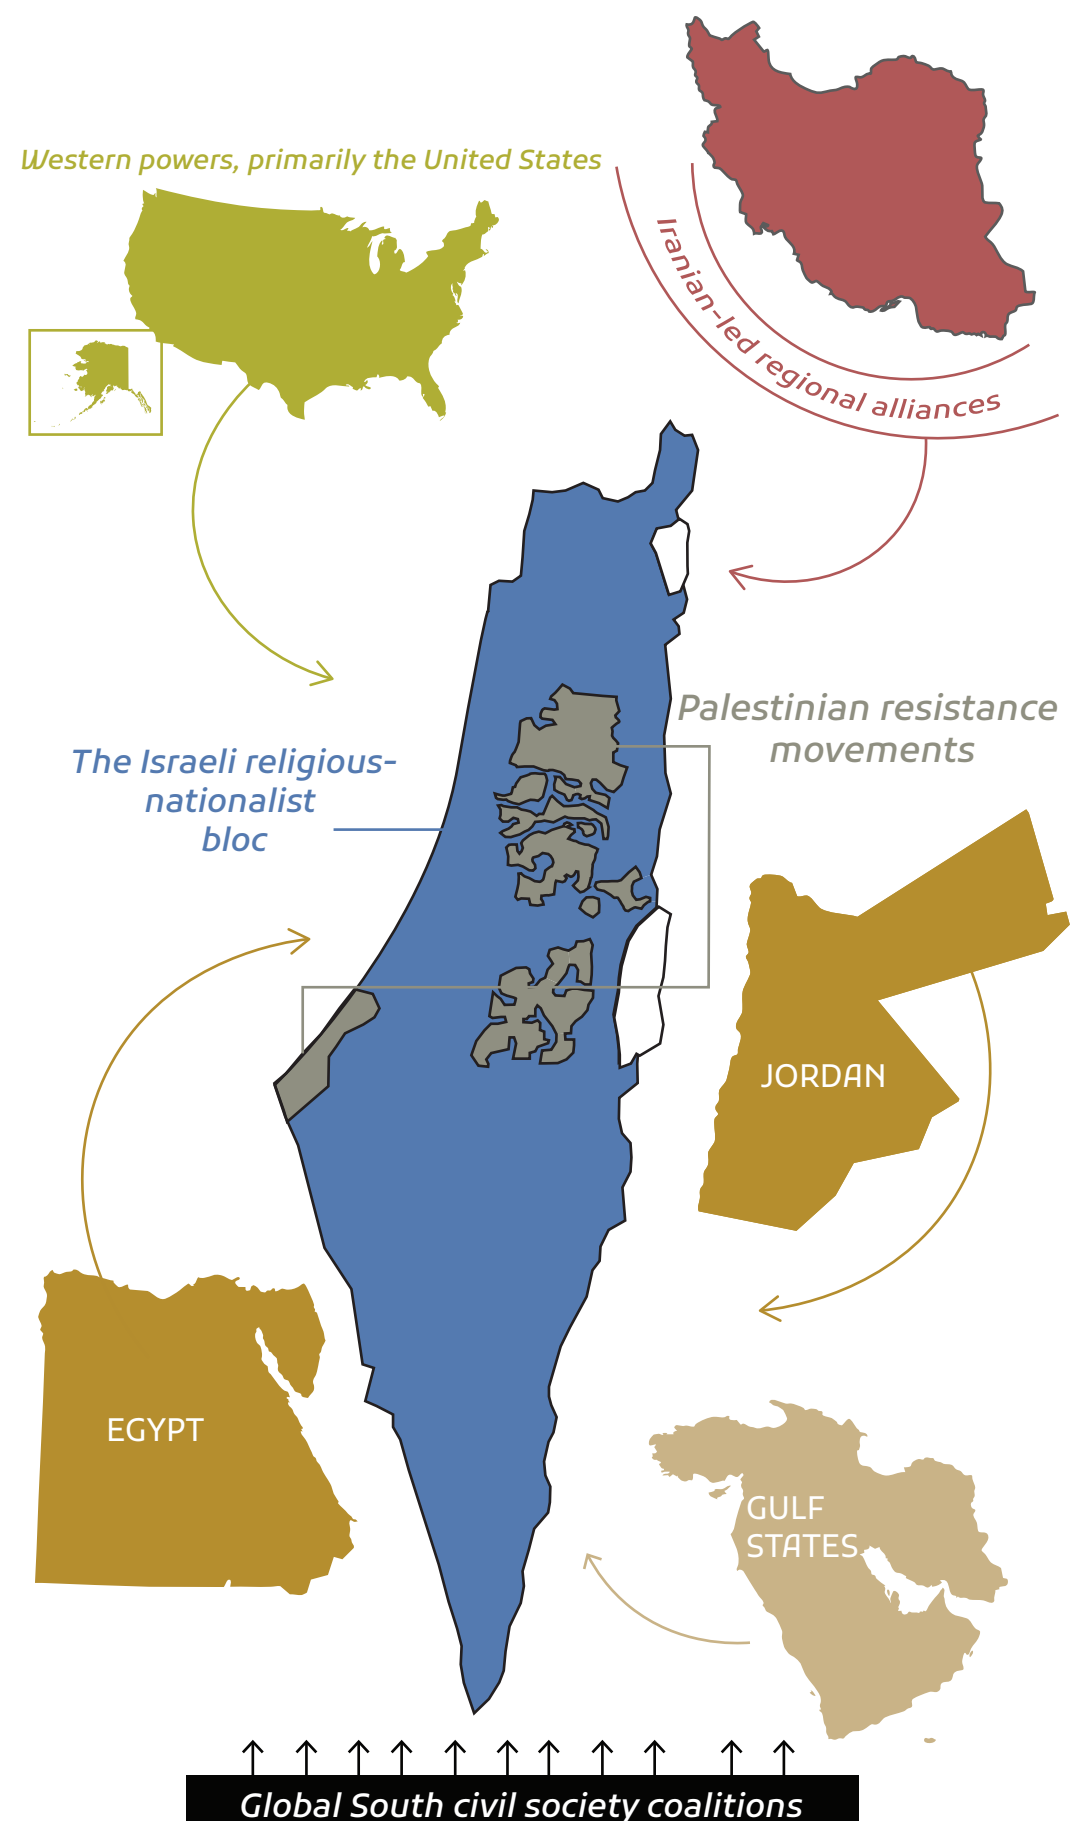 Western powers, primarily the United States
Iranian-led regional alliances
Palestinian resistance
movements
The Israeli religious-
nationalist
bloc
JORDAN
EGYPT
GULF
STATES
Global South civil society coalitions